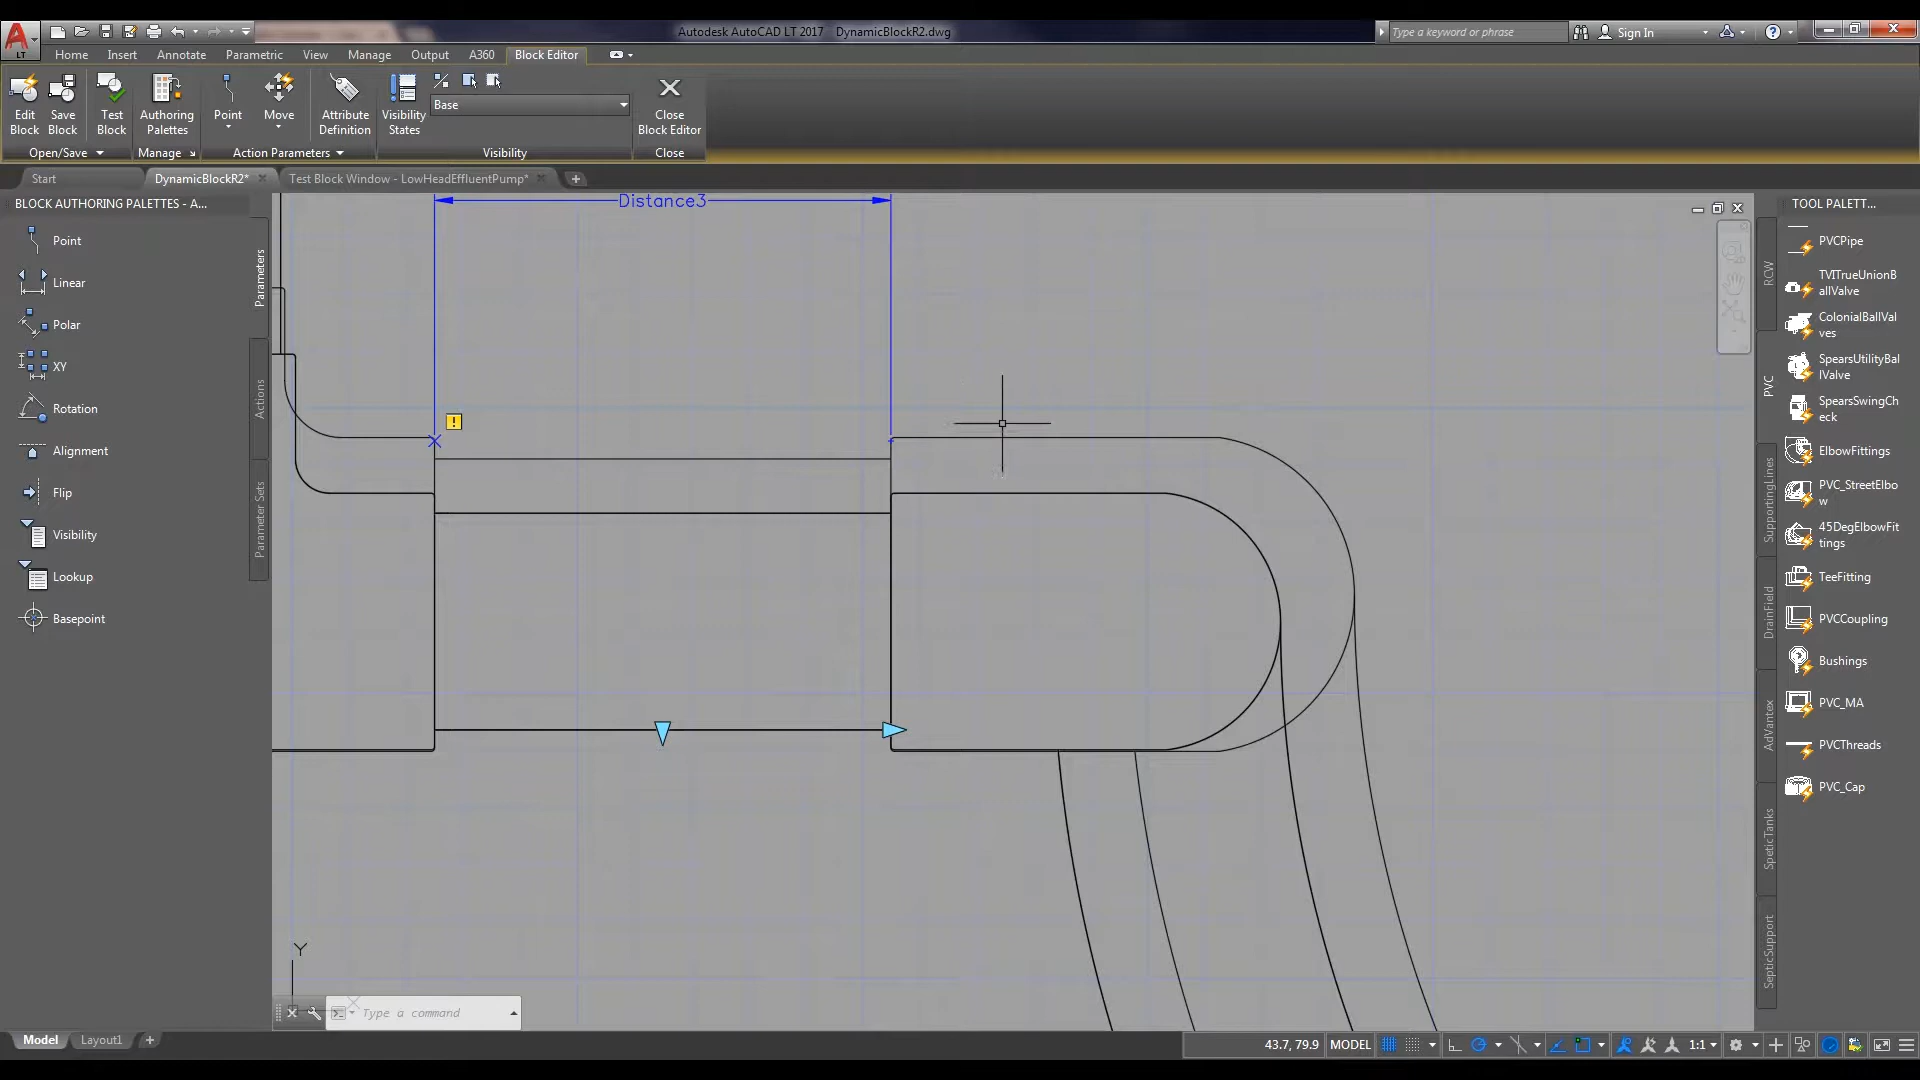 Autodesk AutoCAD LT 2017 DynamicBlockR2.dwg
Type a keyword or phrase
Sign In
LT
Home Insert Annotate Parametric View Manage Output A360 Block Editor
Edit Block
Save Block
Test Block
Authoring Palettes
Point
Move
Attribute Definition
Visibility States
Base
Close Block Editor
Open/Save
Manage
Action Parameters
Visibility
Close
Start
DynamicBlockR2*
Test Block Window - LowHeadEffluentPump*
BLOCK AUTHORING PALETTES - A...
Point
Linear
Polar
XY
Rotation
Alignment
Flip
Visibility
Lookup
Basepoint
Parameters
Actions
Parameter Sets
Distance3
!
Y
X
Type a command
TOOL PALETT...
PVCPipe
TVITrueUnionB
allValve
ColonialBallVal
ves
SpearsUtilityBal
lValve
SpearsSwingCh
eck
ElbowFittings
PVC_StreetElbo
w
45DegElbowFit
tings
TeeFitting
PVCCoupling
Bushings
PVC_MA
PVCThreads
PVC_Cap
RCW
PVC
SupportingLines
DrainField
AdVantex
SpeticTanks
SepticSupport
Model
Layout1
43.7, 79.9
MODEL
1:1